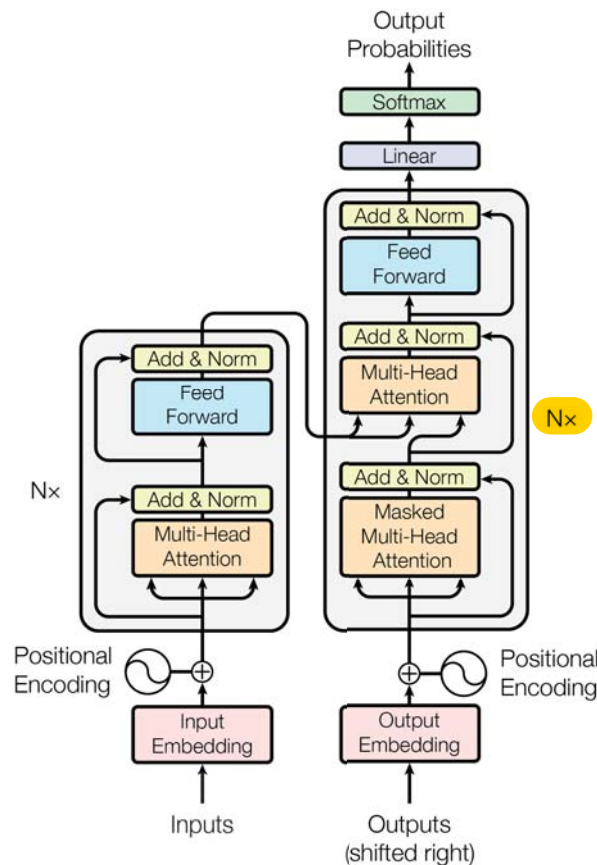 Output
Probabilities
Softmax
Linear
Add & Norm
Feed
Forward
Add & Norm
Multi-Head
Attention
N×
Add & Norm
Masked
Multi-Head
Attention
Add & Norm
Feed
Forward
N×
Add & Norm
Multi-Head
Attention
Positional
Encoding
Positional
Encoding
Input
Embedding
Output
Embedding
Inputs
Outputs
(shifted right)